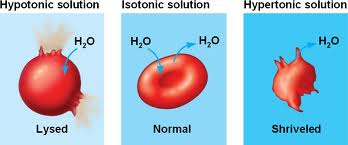 Hypotonic solution
H₂O
Lysed
Isotonic solution
H₂O
H₂O
Normal
Hypertonic solution
H₂O
Shriveled